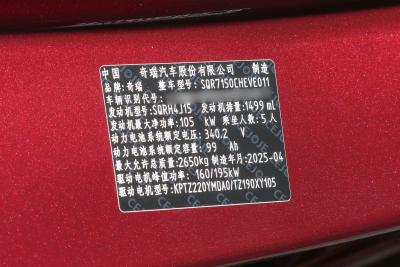 中国 奇瑞汽车股份有限公司 制造
品牌:奇瑞 整车型号:SQR7150CHEVE011
车辆识别代号:
发动机型号:SQRH4J15 发动机排量:1499 mL
发动机最大净功率:105 kW 乘坐人数:5 人
动力电池系统额定电压:340.2 V
动力电池系统额定容量:99 Ah
最大允许总质量:2650kg 制造年月:2025-04
驱动电机峰值功率:160/195kW
驱动电机型号:KPTZ220YMDA0/TZ190XY105